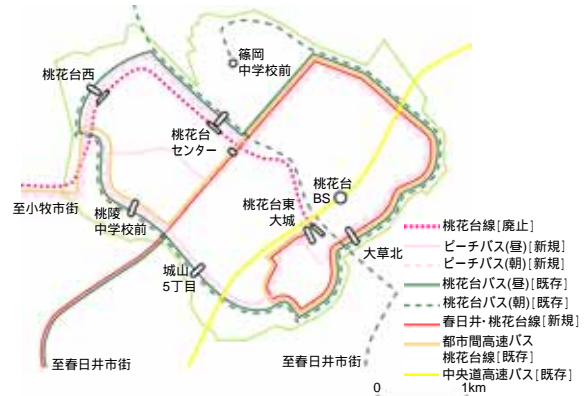 篠岡
中学校前
桃花台西
桃花台
センター
桃花台東
大城
桃花台
BS
至小牧市街
桃陵
中学校前
大草北
城山
5丁目
至春日井市街
至春日井市街
桃花台線[廃止]
ピーチバス(昼)[新規]
ピーチバス(朝)[新規]
桃花台バス(昼)[既存]
桃花台バス(朝)[既存]
春日井・桃花台線[新規]
都市間高速バス
桃花台線[既存]
中央道高速バス[既存]
0 1km